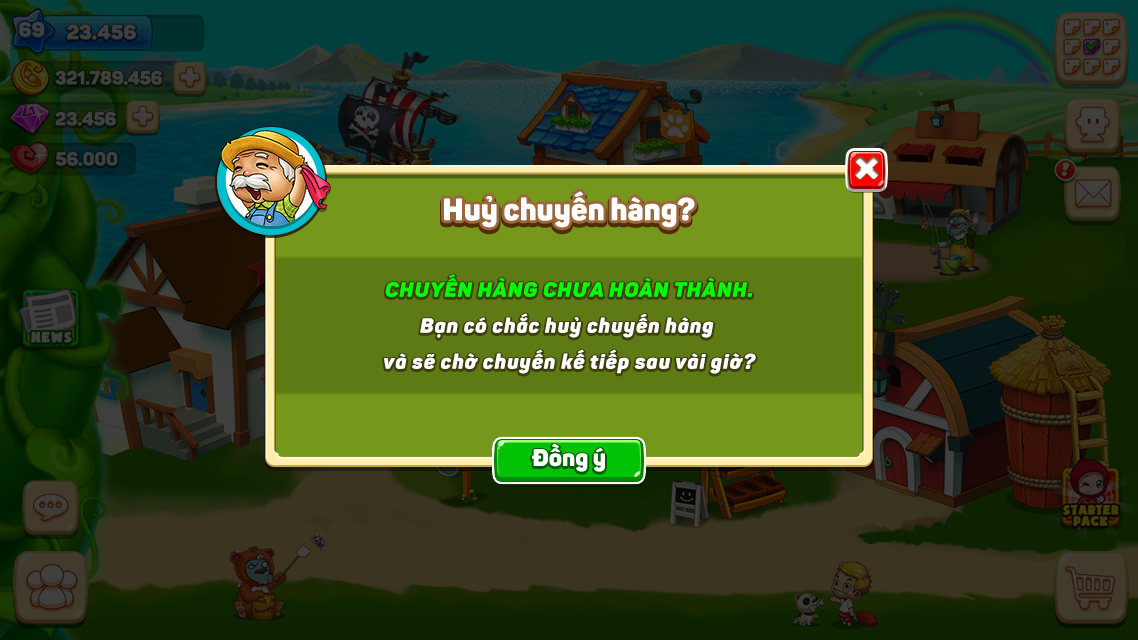 69
23.456
321.789.456
23.456
56.000
Huỷ chuyến hàng?
CHUYẾN HÀNG CHƯA HOÀN THÀNH.
Bạn có chắc huỷ chuyến hàng
và sẽ chờ chuyến kế tiếp sau vài giờ?
Đồng ý
NEWS
STARTER
PACK